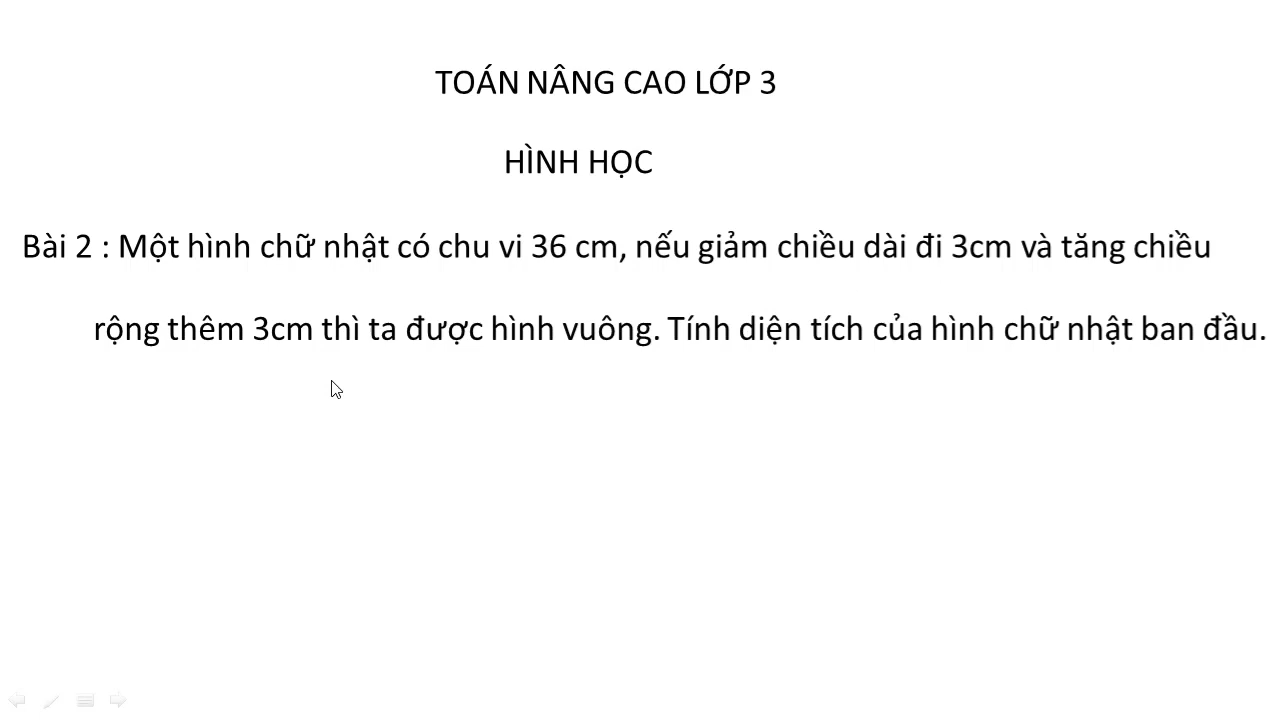 TOÁN NÂNG CAO LỚP 3
HÌNH HỌC
Bài 2 : Một hình chữ nhật có chu vi 36 cm, nếu giảm chiều dài đi 3cm và tăng chiều
rộng thêm 3cm thì ta được hình vuông. Tính diện tích của hình chữ nhật ban đầu.